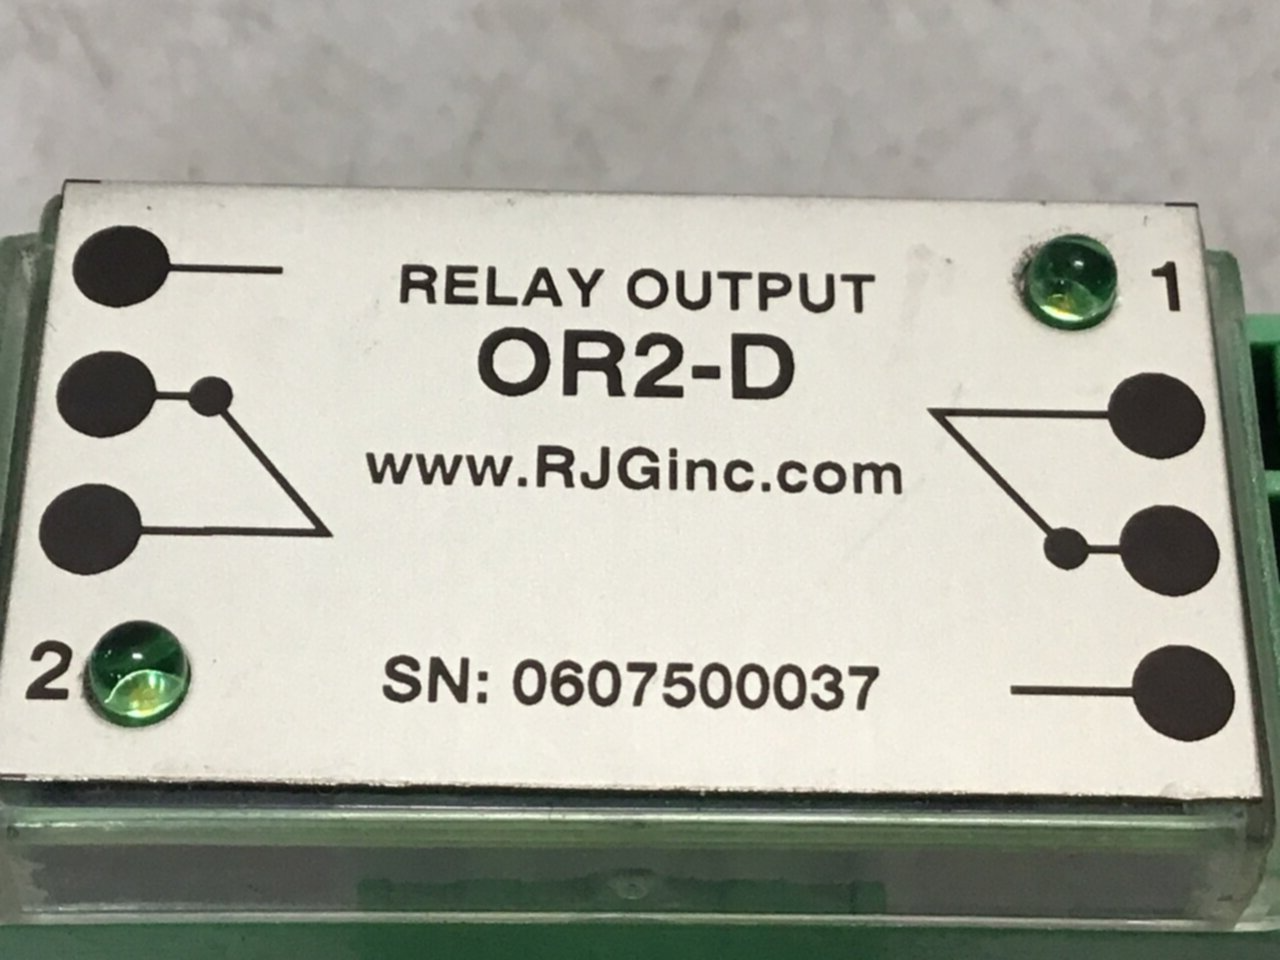 RELAY OUTPUT
1
OR2-D
www.RJGinc.com
2
SN: 0607500037